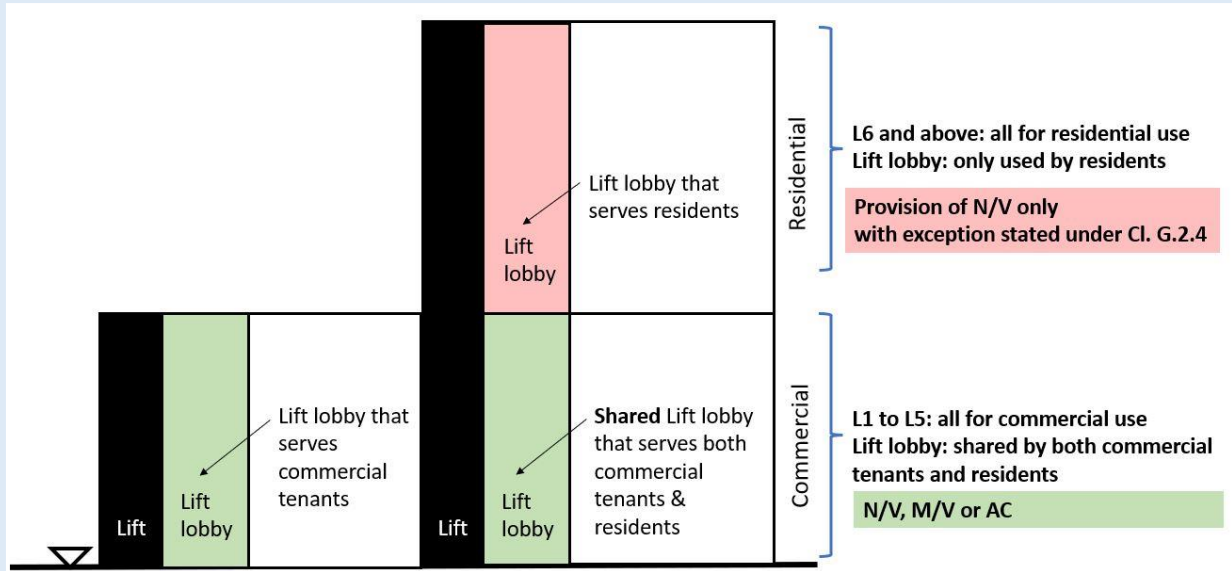 Residential
L6 and above: all for residential use
Lift lobby: only used by residents
Provision of N/V only
with exception stated under Cl. G.2.4
Lift lobby that
serves residents
Lift
lobby
Commercial
L1 to L5: all for commercial use
Lift lobby: shared by both commercial
tenants and residents
N/V, M/V or AC
Lift lobby that
serves
commercial
tenants
Lift
Lift
lobby
Shared Lift lobby
that serves both
commercial
tenants &
residents
Lift
Lift
lobby